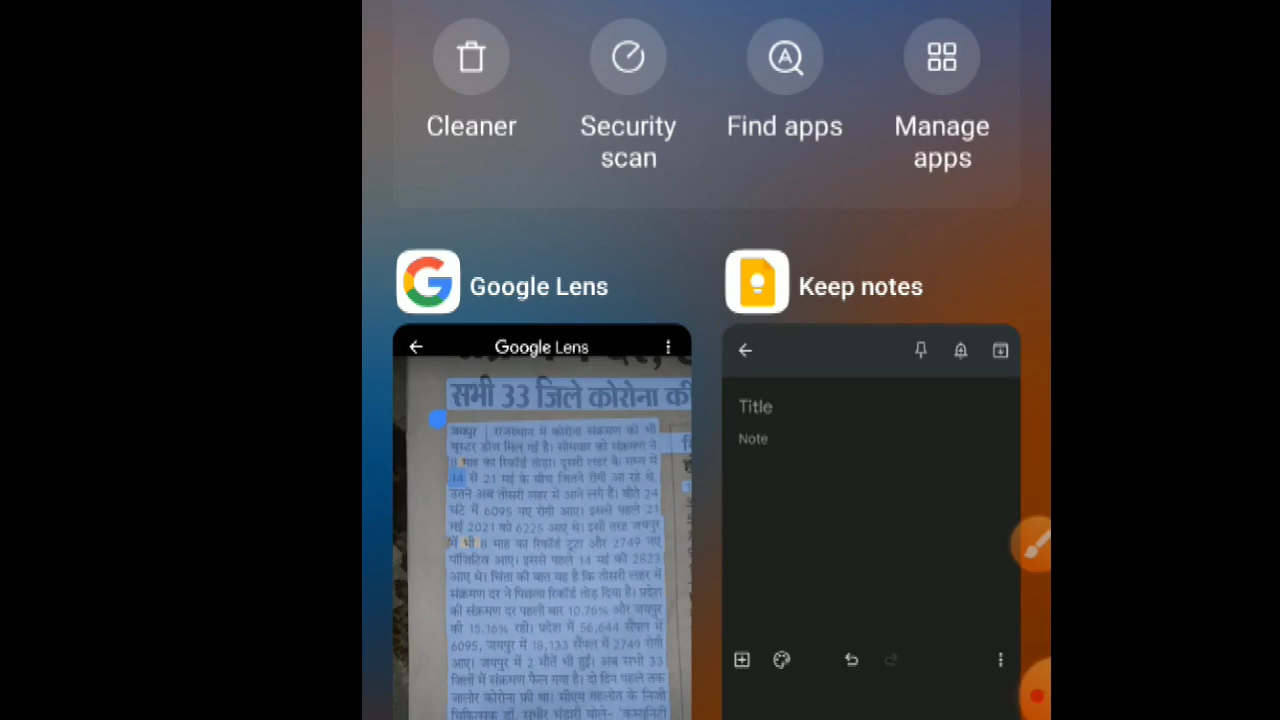 Cleaner
Security
scan
Find apps
Manage
apps
Google Lens
Keep notes
Google Lens
सभी 33 जिले कोरोना की
जयपुर | राजस्थान में कोरोना संक्रमण को भी
बूस्टर डोज मिल गई है। सोमवार को संक्रमण ने
8 माह का रिकॉर्ड तोड़ा। दूसरी लहर के मध्य में
14 से 21 मई के बीच जितने रोगी आ रहे थे,
उतने अब तीसरी लहर में आने लगे हैं। बीते 24
घंटे में 6095 नए रोगी आए। इससे पहले 21
मई 2021 को 6225 आए थे। इसी तरह जयपुर
में भी 8 माह का रिकॉर्ड टूटा और 2749 नए
पॉजिटिव आए। इससे पहले 14 मई को 2823
आए थे। चिंता की बात यह है कि तीसरी लहर में
संक्रमण दर ने पिछला रिकॉर्ड तोड़ दिया है। प्रदेश
की संक्रमण दर पहली बार 10.76% और जयपुर
की 15.16% रही। प्रदेश में 56,644 सैंपल में
6095, जयपुर में 18,133 सैंपल में 2749 रोगी
आए। जयपुर में 2 मौतें भी हुईं। अब सभी 33
जिलों में संक्रमण फैल गया है। दो दिन पहले तक
जालोर कोरोना फ्री था। सीएम गहलोत के निजी
चिकित्सक डॉ. सुधीर भंडारी बोले- 'कम्युनिटी
Title
Note